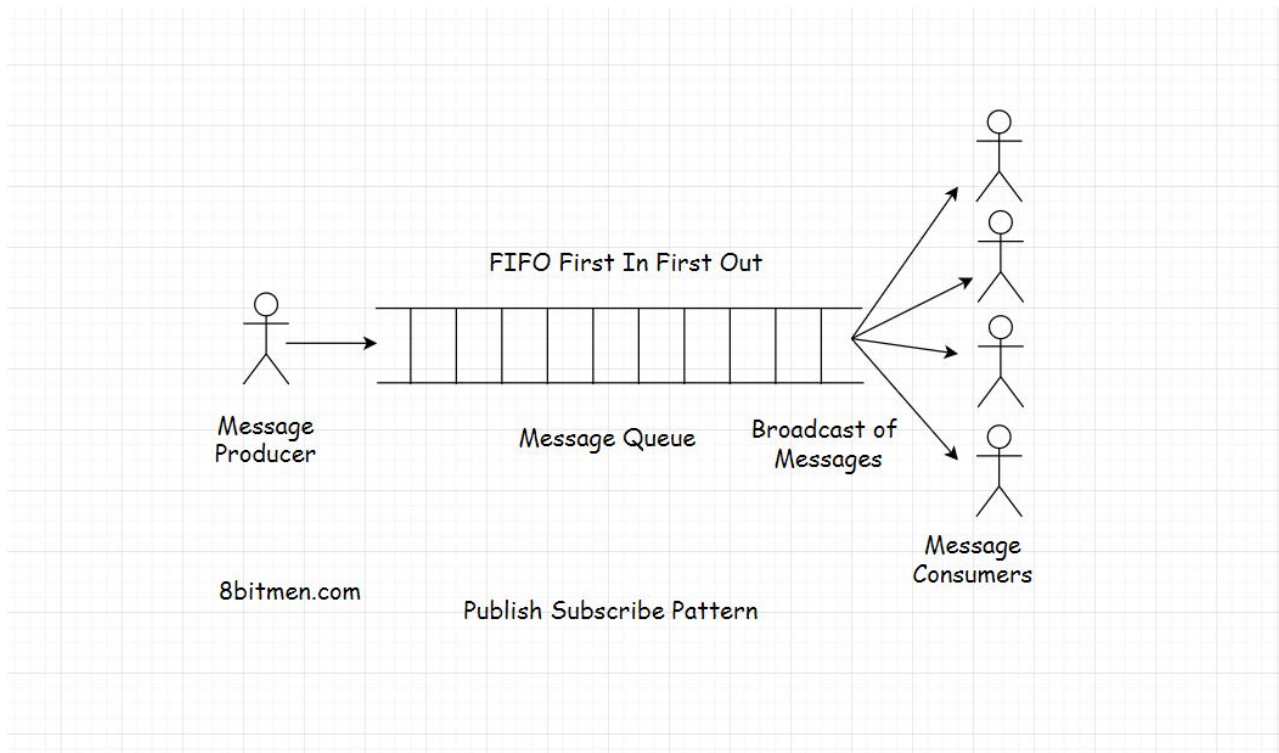 FIFO First In First Out
Message
Producer
Message Queue
Broadcast of
Messages
Message
Consumers
8bitmen.com
Publish Subscribe Pattern